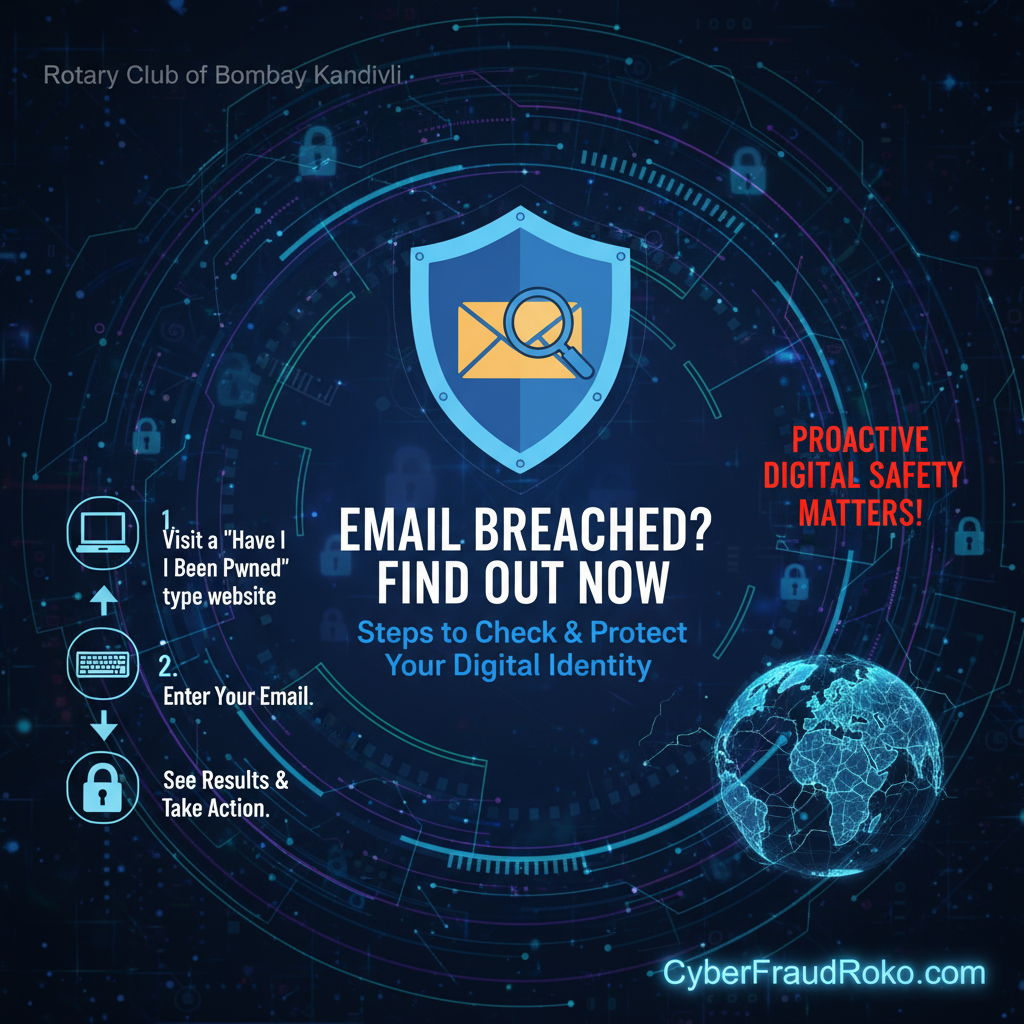 Rotary Club of Bombay Kandivli
EMAIL BREACHED?
FIND OUT NOW
Steps to Check & Protect
Your Digital Identity
1.
Visit a "Have I
I Been Pwned"
type website
2.
Enter Your Email.
See Results &
Take Action.
PROACTIVE
DIGITAL SAFETY
MATTERS!
CyberFraudRoko.com